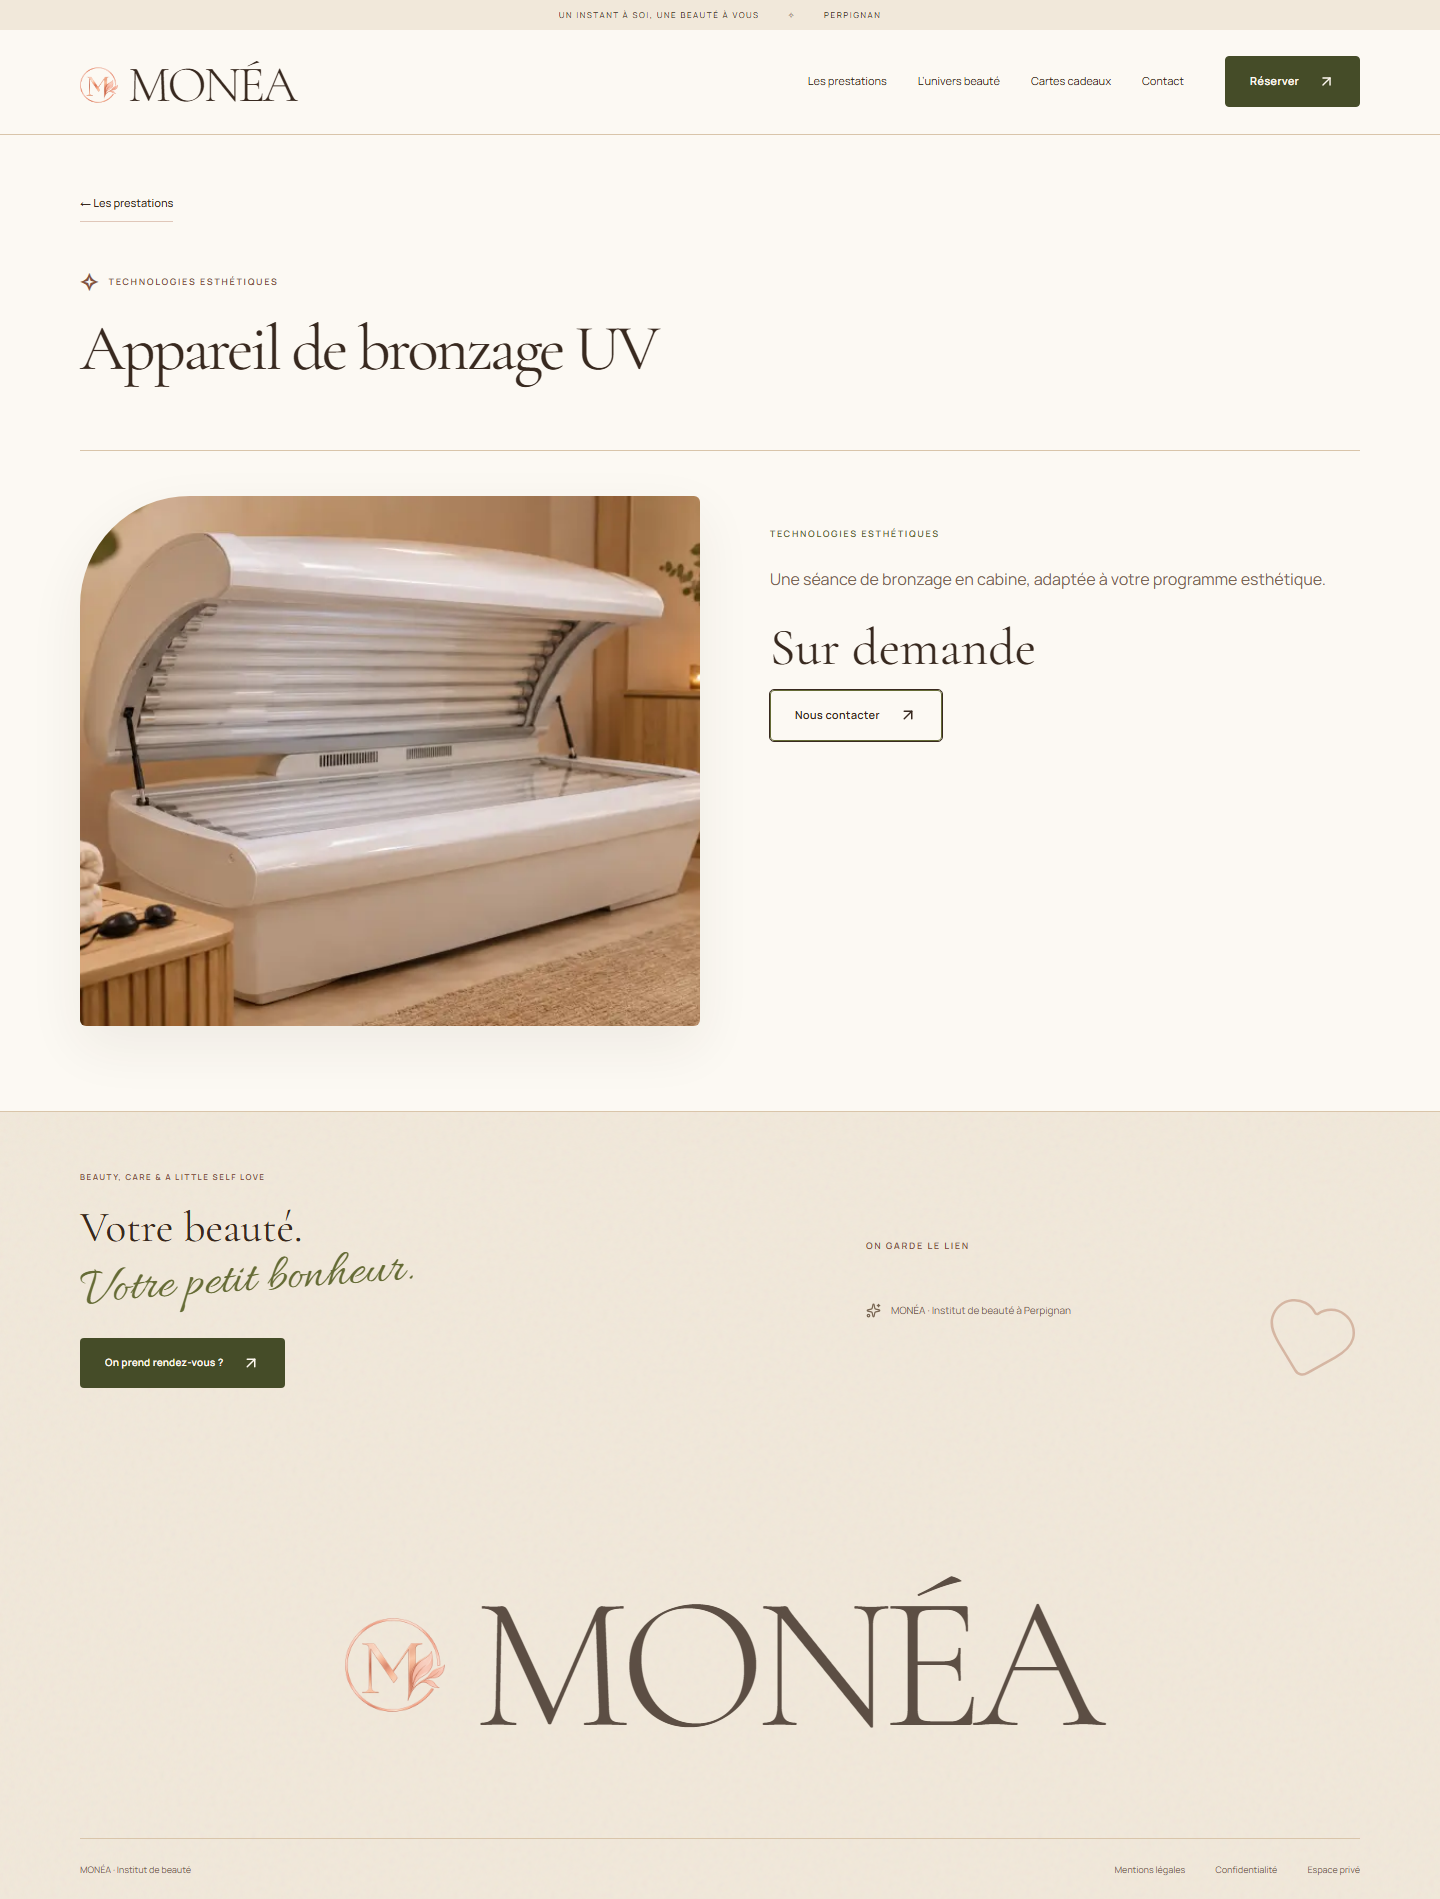 UN INSTANT À SOI, UNE BEAUTÉ À VOUS ✧ PERPIGNAN
MONÉA
Les prestations L'univers beauté Cartes cadeaux Contact Réserver
← Les prestations
TECHNOLOGIES ESTHÉTIQUES
Appareil de bronzage UV
TECHNOLOGIES ESTHÉTIQUES
Une séance de bronzage en cabine, adaptée à votre programme esthétique.
Sur demande
Nous contacter
BEAUTY, CARE & A LITTLE SELF LOVE
Votre beauté.
Votre petit bonheur.
On prend rendez-vous ?
ON GARDE LE LIEN
MONÉA · Institut de beauté à Perpignan
M
MONÉA
MONÉA · Institut de beauté
Mentions légales Confidentialité Espace privé